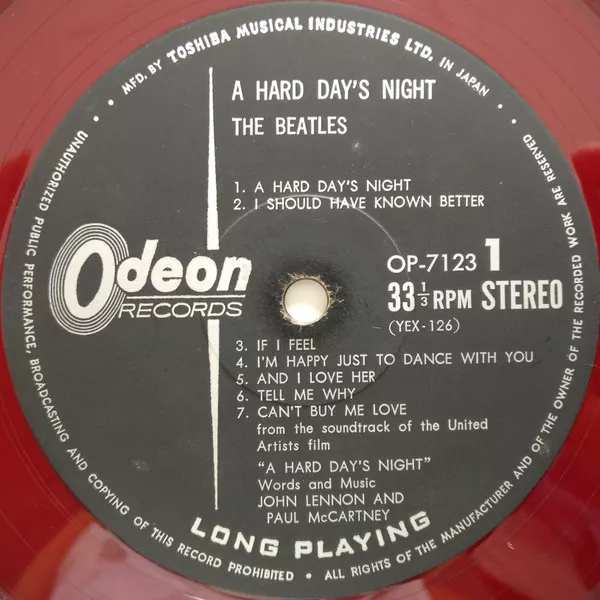 MFD. BY TOSHIBA MUSICAL INDUSTRIES LTD. IN JAPAN
A HARD DAY'S NIGHT
THE BEATLES
1. A HARD DAY'S NIGHT
2. I SHOULD HAVE KNOWN BETTER
Odeon
RECORDS
OP-7123 1
33 1/3 RPM STEREO
(YEX-126)
3. IF I FEEL
4. I'M HAPPY JUST TO DANCE WITH YOU
5. AND I LOVE HER
6. TELL ME WHY
7. CAN'T BUY ME LOVE
from the soundtrack of the United
Artists film
"A HARD DAY'S NIGHT"
Words and Music
JOHN LENNON AND
PAUL McCARTNEY
LONG PLAYING
UNAUTHORIZED PUBLIC PERFORMANCE, BROADCASTING AND COPYING OF THIS RECORD PROHIBITED • ALL RIGHTS OF THE MANUFACTURER AND OF THE OWNER OF THE RECORDED WORK ARE RESERVED